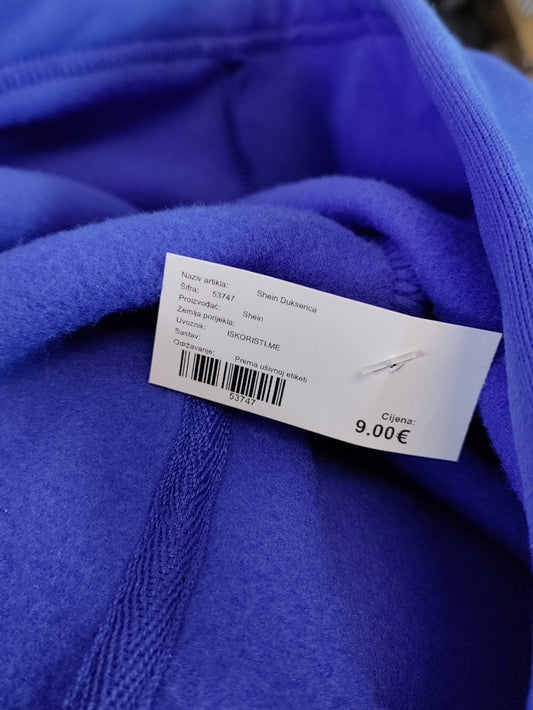 Naziv artikla: Shein Dukserica
Šifra: 53747
Proizvođač: Shein
Zemlja porijekla:
Uvoznik: ISKORISTI.ME
Sastav:
Održavanje: Prema ušivnoj etiketi
53747
Cijena:
9.00€